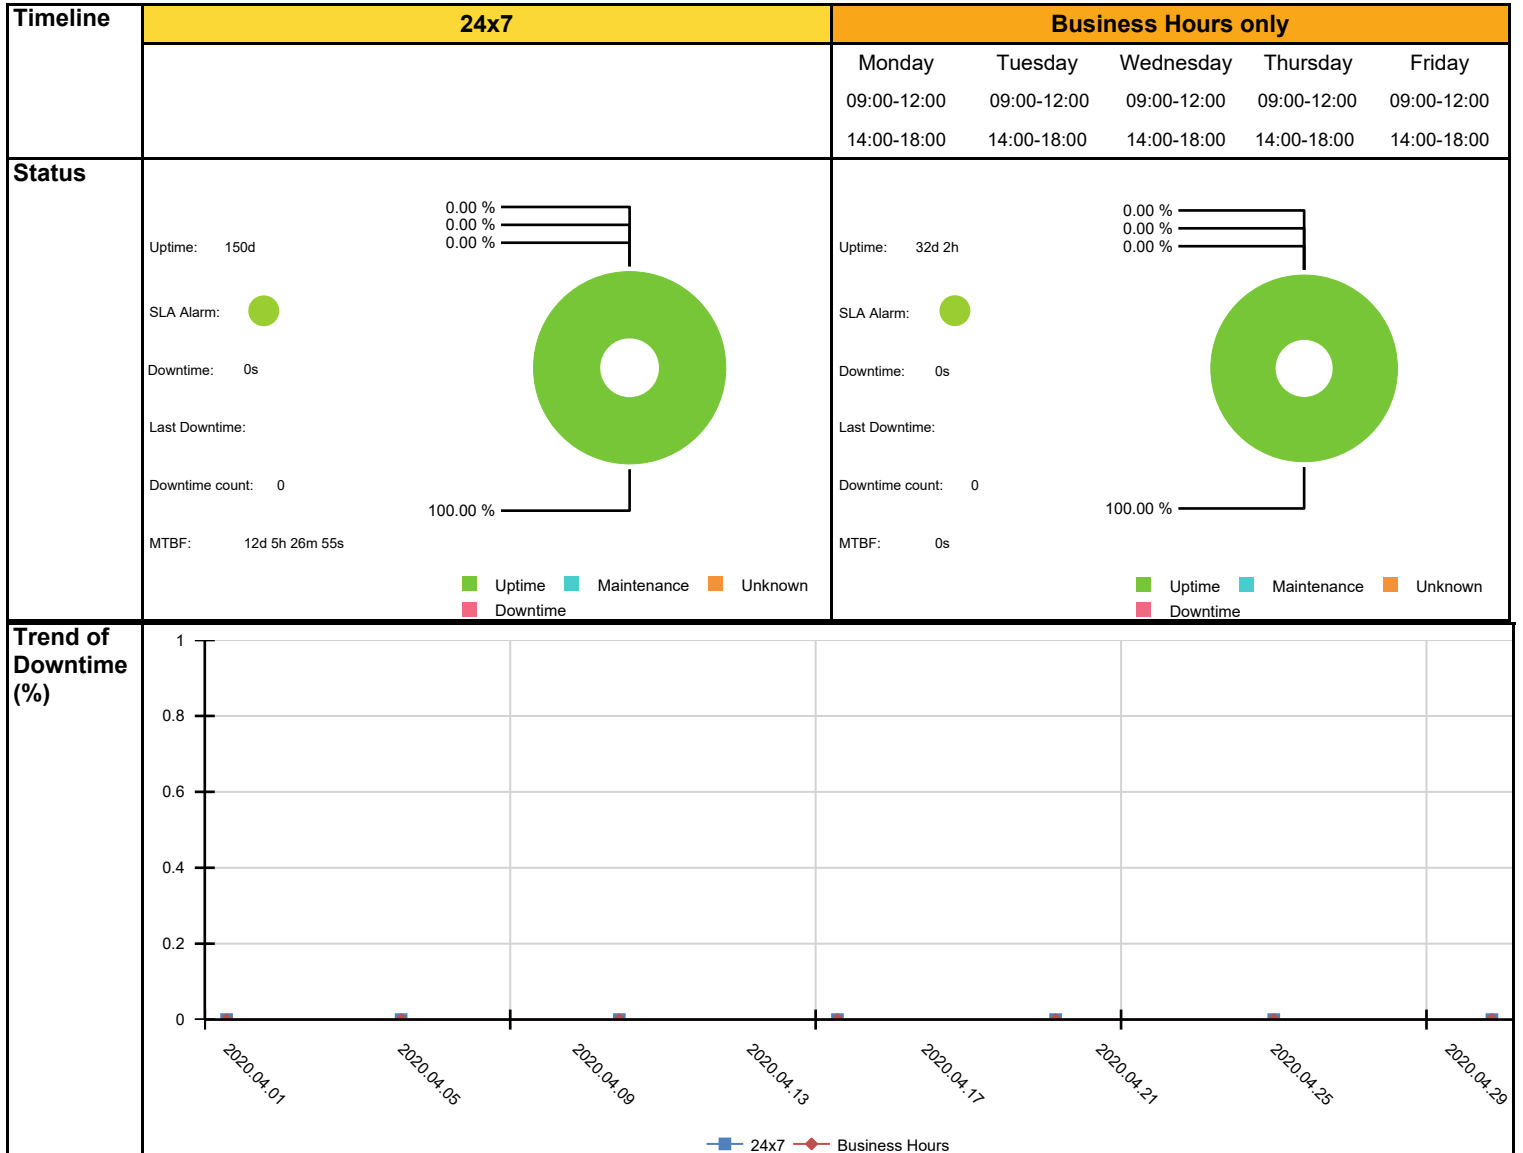 Timeline
24x7
Business Hours only
Monday Tuesday Wednesday Thursday Friday
09:00-12:00 09:00-12:00 09:00-12:00 09:00-12:00 09:00-12:00
14:00-18:00 14:00-18:00 14:00-18:00 14:00-18:00 14:00-18:00
Status
0.00 %
0.00 %
0.00 %
Uptime: 150d
SLA Alarm:
Downtime: 0s
Last Downtime:
Downtime count: 0
100.00 %
MTBF: 12d 5h 26m 55s
Uptime Maintenance Unknown
Downtime
0.00 %
0.00 %
0.00 %
Uptime: 32d 2h
SLA Alarm:
Downtime: 0s
Last Downtime:
Downtime count: 0
100.00 %
MTBF: 0s
Uptime Maintenance Unknown
Downtime
Trend of
Downtime
(%)
1
0.8
0.6
0.4
0.2
0
2020.04.01 2020.04.05 2020.04.09 2020.04.13 2020.04.17 2020.04.21 2020.04.25 2020.04.29
24x7 Business Hours